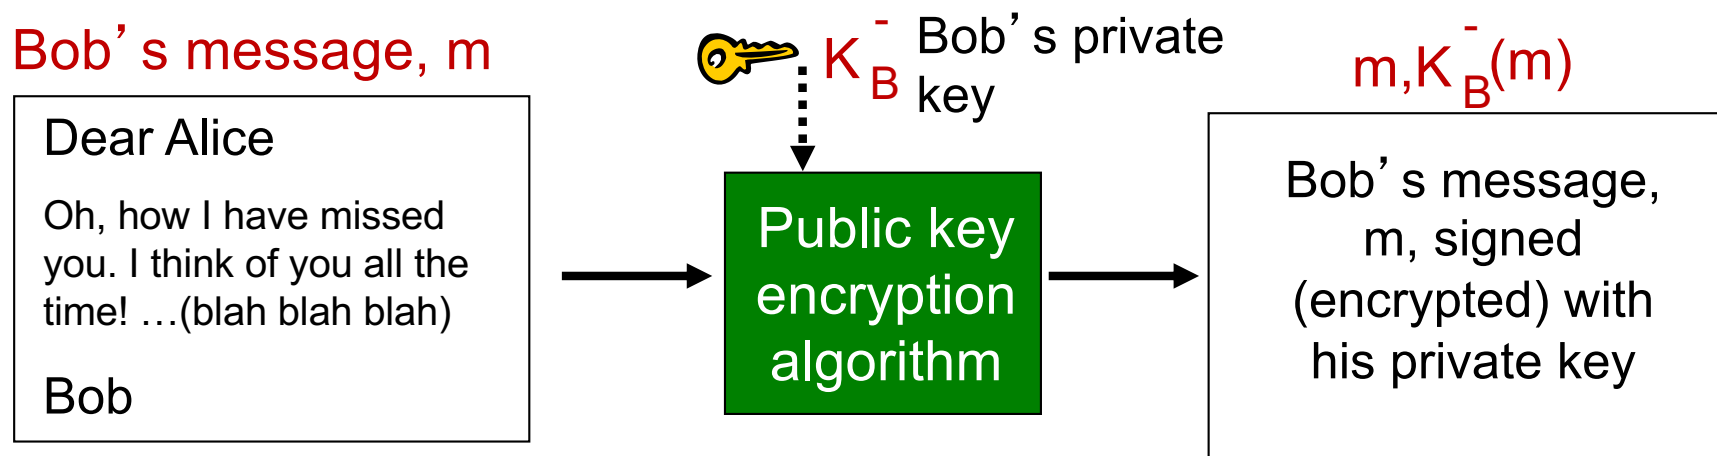 Bob’s message, m
Dear Alice
Oh, how I have missed
you. I think of you all the
time! …(blah blah blah)
Bob
K
-
B
Bob’s private
key
Public key
encryption
algorithm
m,K
-
B
(m)
Bob’s message,
m, signed
(encrypted) with
his private key